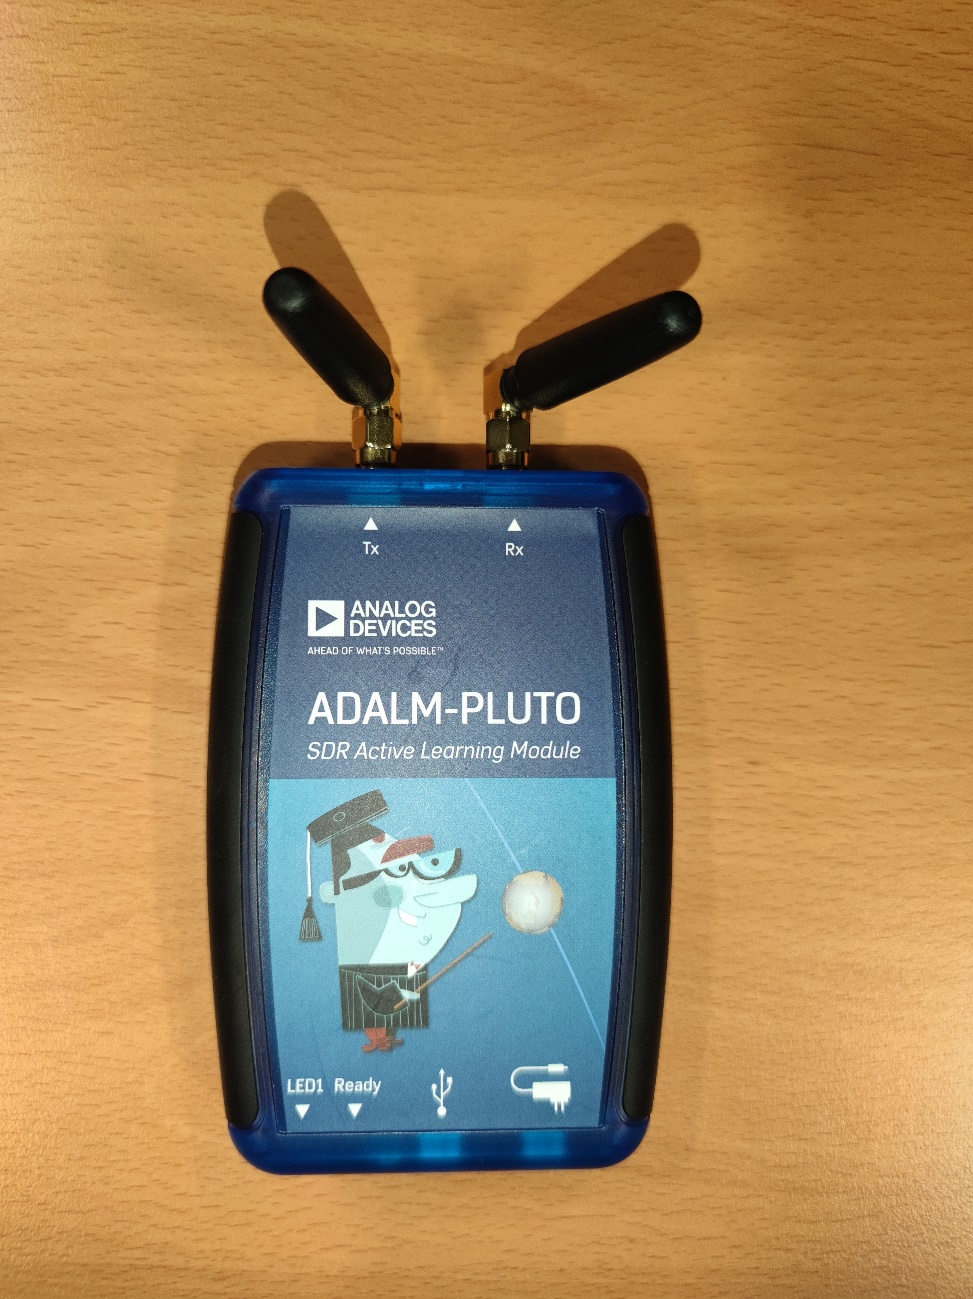 Tx Rx
ANALOG
DEVICES
AHEAD OF WHAT'S POSSIBLE™
ADALM-PLUTO
SDR Active Learning Module
LED1 Ready